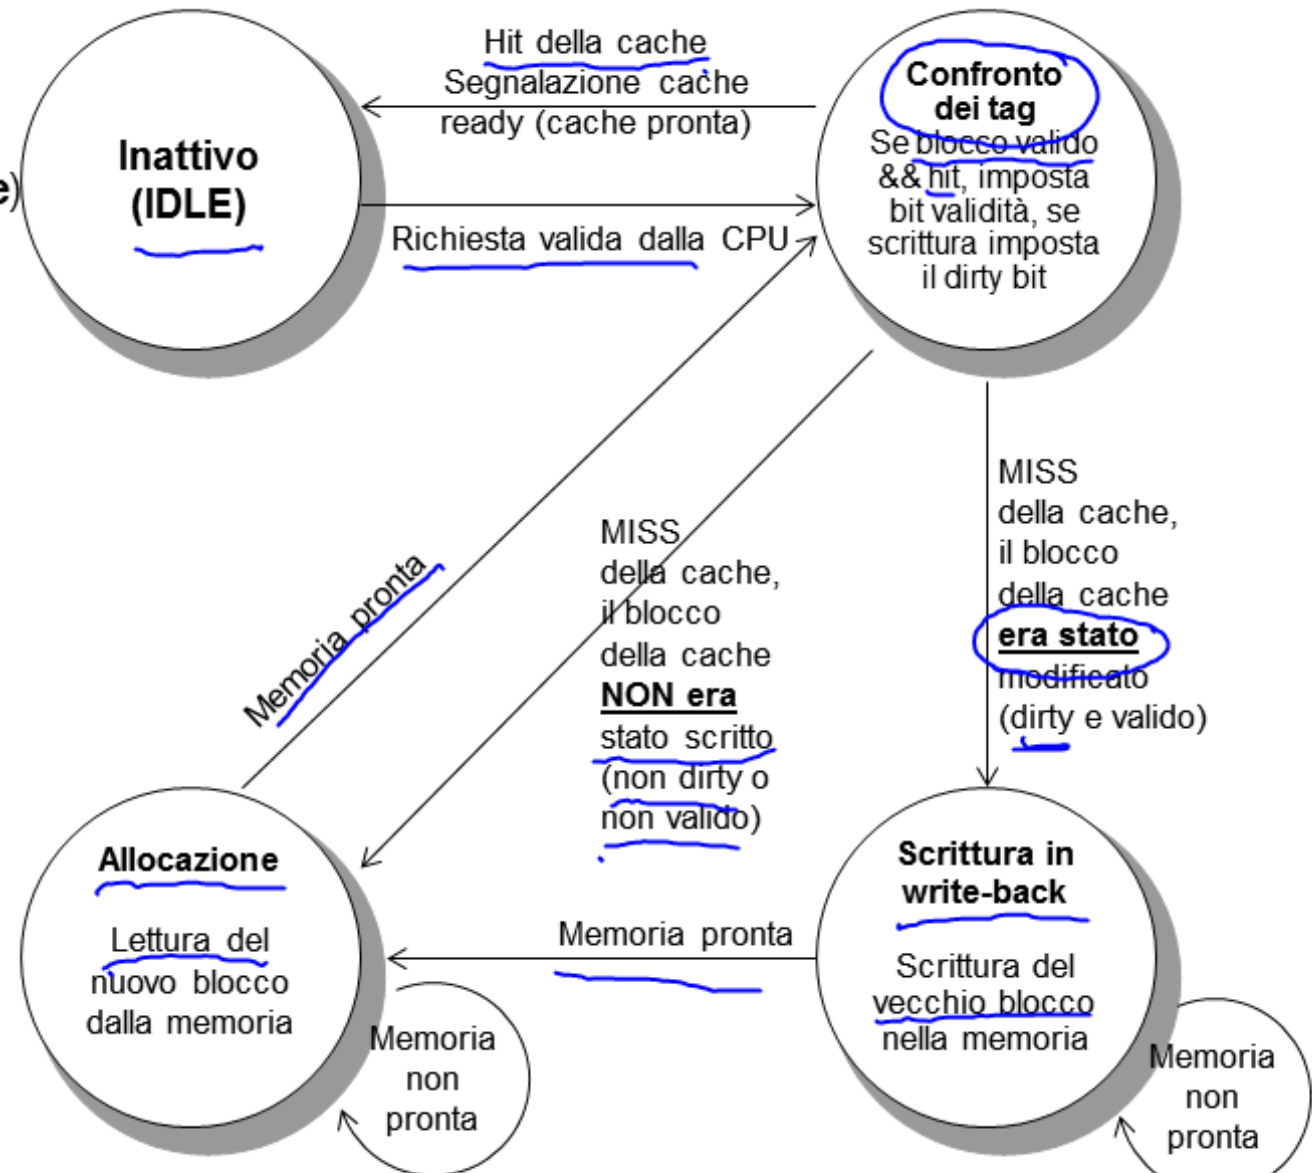 Hit della cache
Segnalazione cache
ready (cache pronta)
Inattivo
(IDLE)
e)
Richiesta valida dalla CPU
Confronto
dei tag
Se blocco valido
&& hit, imposta
bit validità, se
scrittura imposta
il dirty bit
Memoria pronta
MISS
della cache,
il blocco
della cache
NON era
stato scritto
(non dirty o
non valido)
MISS
della cache,
il blocco
della cache
era stato
modificato
(dirty e valido)
Allocazione
Lettura del
nuovo blocco
dalla memoria
Memoria
non
pronta
Memoria pronta
Scrittura in
write-back
Scrittura del
vecchio blocco
nella memoria
Memoria
non
pronta